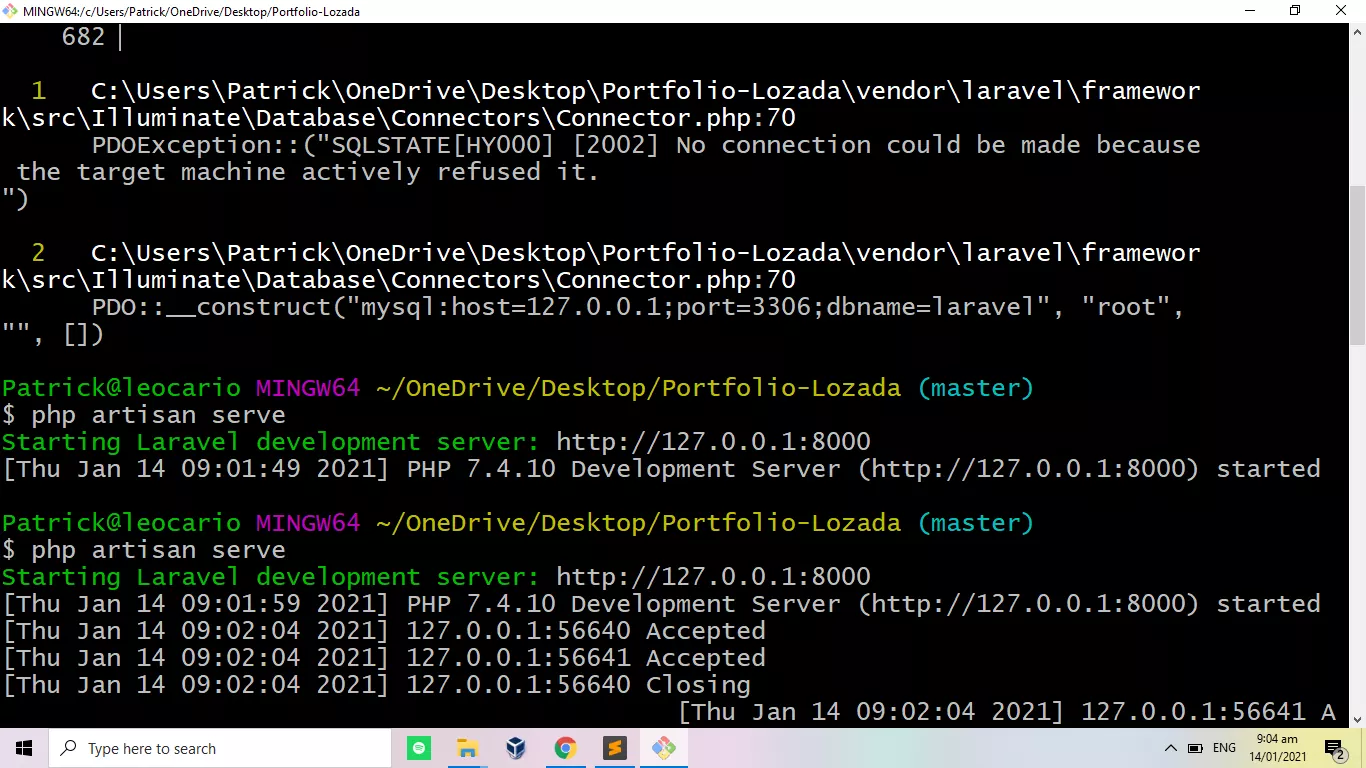 MINGW64:/c/Users/Patrick/OneDrive/Desktop/Portfolio-Lozada
682 |
1 C:\Users\Patrick\OneDrive\Desktop\Portfolio-Lozada\vendor\laravel\framewor
k\src\Illuminate\Database\Connectors\Connector.php:70
PDOException::("SQLSTATE[HY000] [2002] No connection could be made because
the target machine actively refused it.
")
2 C:\Users\Patrick\OneDrive\Desktop\Portfolio-Lozada\vendor\laravel\framewor
k\src\Illuminate\Database\Connectors\Connector.php:70
PDO::__construct("mysql:host=127.0.0.1;port=3306;dbname=laravel", "root",
"", [])
Patrick@leocario MINGW64 ~/OneDrive/Desktop/Portfolio-Lozada (master)
$ php artisan serve
Starting Laravel development server: http://127.0.0.1:8000
[Thu Jan 14 09:01:49 2021] PHP 7.4.10 Development Server (http://127.0.0.1:8000) started
Patrick@leocario MINGW64 ~/OneDrive/Desktop/Portfolio-Lozada (master)
$ php artisan serve
Starting Laravel development server: http://127.0.0.1:8000
[Thu Jan 14 09:01:59 2021] PHP 7.4.10 Development Server (http://127.0.0.1:8000) started
[Thu Jan 14 09:02:04 2021] 127.0.0.1:56640 Accepted
[Thu Jan 14 09:02:04 2021] 127.0.0.1:56641 Accepted
[Thu Jan 14 09:02:04 2021] 127.0.0.1:56640 Closing
[Thu Jan 14 09:02:04 2021] 127.0.0.1:56641 A
Type here to search
ENG
9:04 am
14/01/2021
2